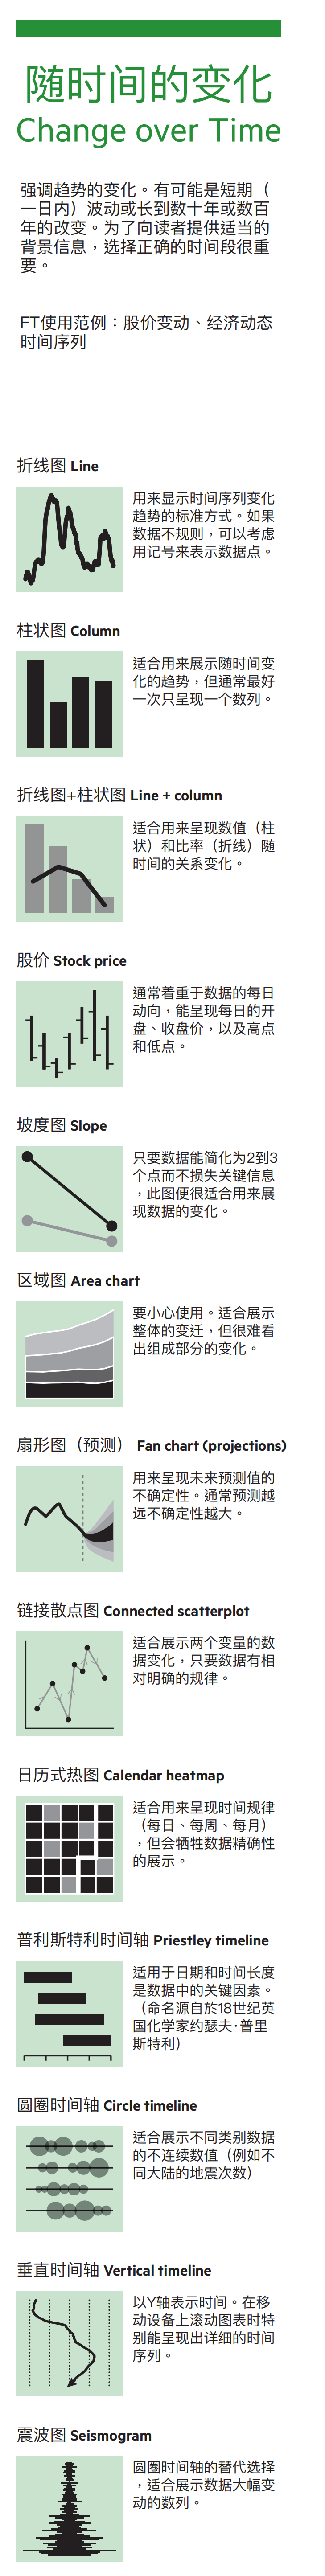 随时间的变化
Change over Time
强调趋势的变化。有可能是短期（
一日内）波动或长到数十年或数百
年的改变。为了向读者提供适当的
背景信息，选择正确的时间段很重
要。
FT使用范例：股价变动、经济动态
时间序列
折线图 Line
用来显示时间序列变化
趋势的标准方式。如果
数据不规则，可以考虑
用记号来表示数据点。
柱状图 Column
适合用来展示随时间变
化的趋势，但通常最好
一次只呈现一个数列。
折线图+柱状图 Line + column
适合用来呈现数值（柱
状）和比率（折线）随
时间的关系变化。
股价 Stock price
通常着重于数据的每日
动向，能呈现每日的开
盘、收盘价，以及高点
和低点。
坡度图 Slope
只要数据能简化为2到3
个点而不损失关键信息
，此图便很适合用来展
现数据的变化。
区域图 Area chart
要小心使用。适合展示
整体的变迁，但很难看
出组成部分的变化。
扇形图（预测） Fan chart (projections)
用来呈现未来预测值的
不确定性。通常预测越
远不确定性越大。
链接散点图 Connected scatterplot
适合展示两个变量的数
据变化，只要数据有相
对明确的规律。
日历式热图 Calendar heatmap
适合用来呈现时间规律
（每日、每周、每月）
，但会牺牲数据精确性
的展示。
普利斯特利时间轴 Priestley timeline
适用于日期和时间长度
是数据中的关键因素。
（命名源自於18世纪英
国化学家约瑟夫·普里
斯特利）
圆圈时间轴 Circle timeline
适合展示不同类别数据
的不连续数值（例如不
同大陆的地震次数）
垂直时间轴 Vertical timeline
以Y轴表示时间。在移
动设备上滚动图表时特
别能呈现出详细的时间
序列。
震波图 Seismogram
圆圈时间轴的替代选择
，适合展示数据大幅变
动的数列。